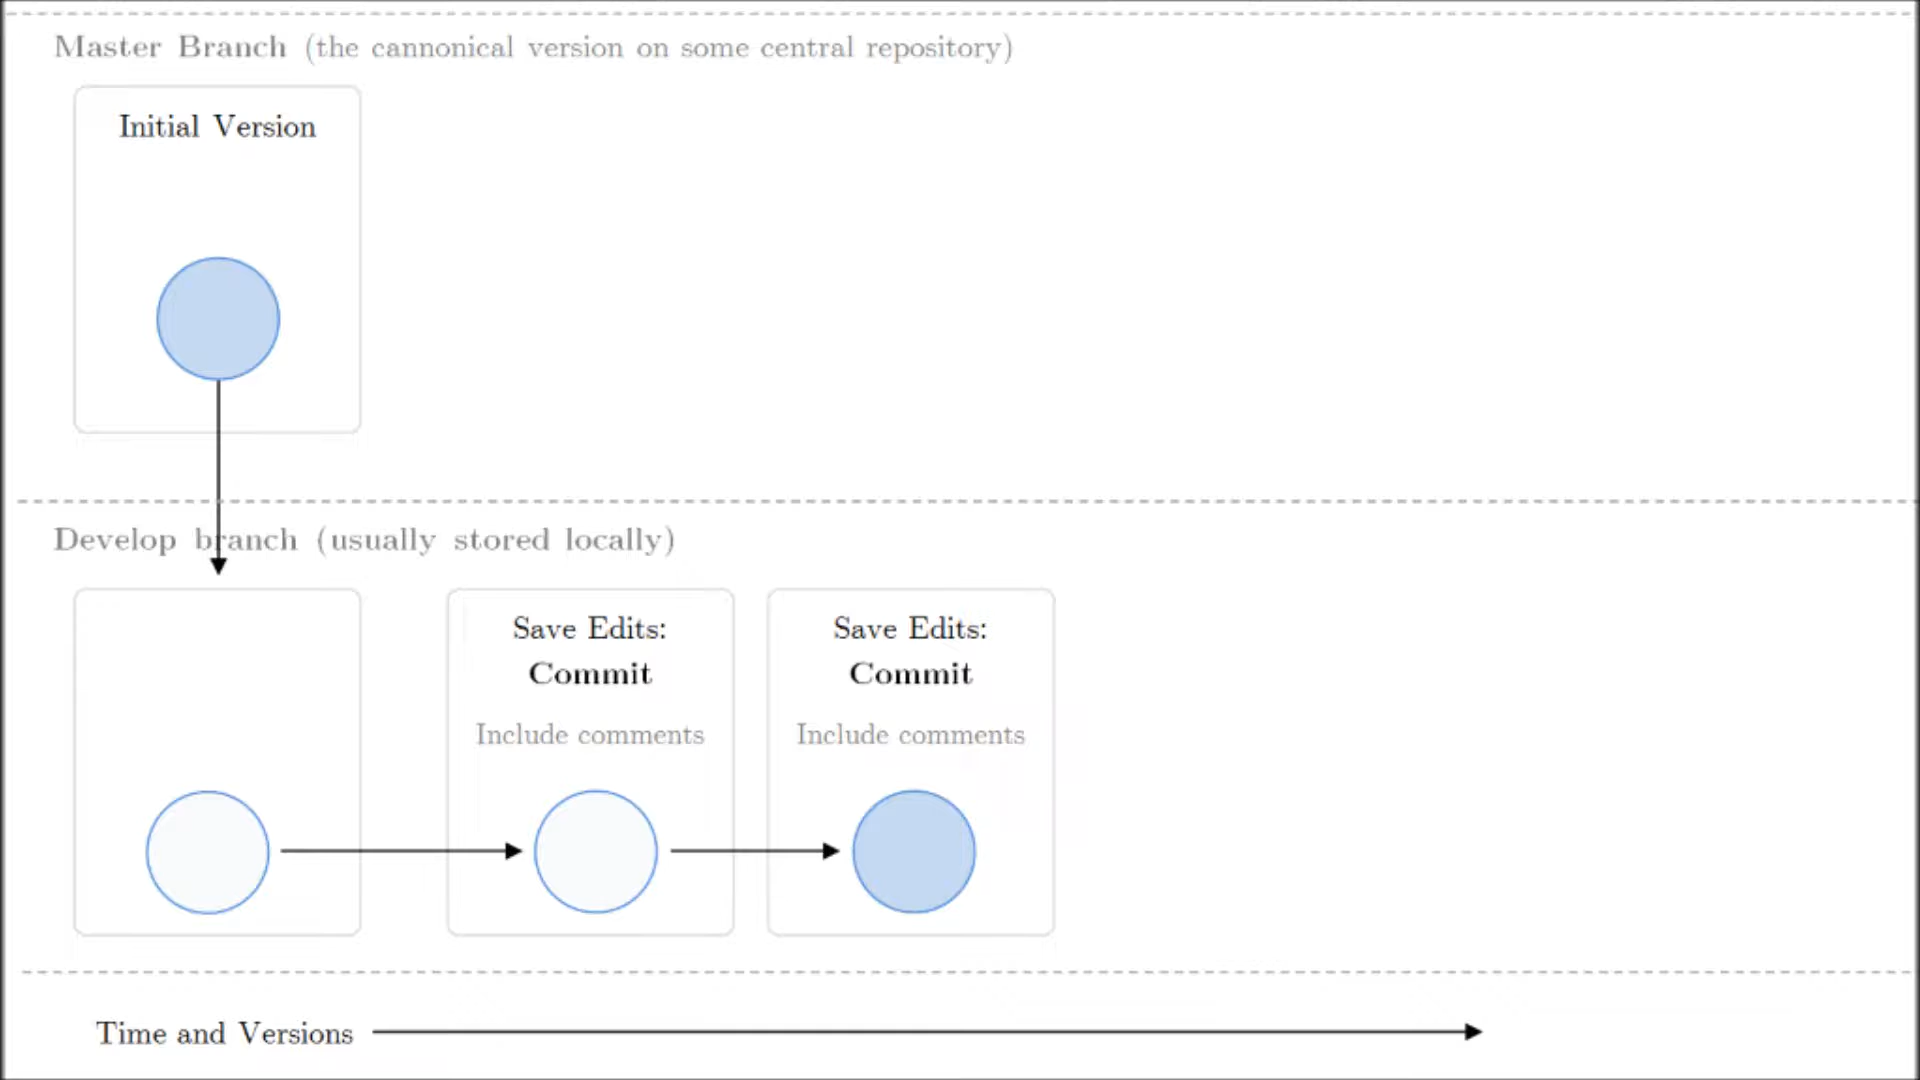 Master Branch (the cannonical version on some central repository)
Initial Version
Develop branch (usually stored locally)
Save Edits:
Commit
Include comments
Save Edits:
Commit
Include comments
Time and Versions